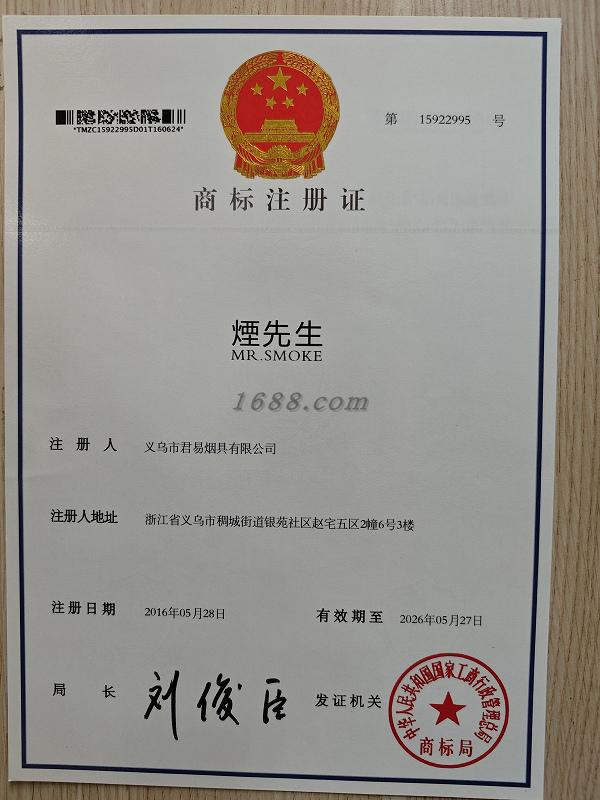 *TMZC15922995D01T160624*
第 15922995 号
商标注册证
煙先生
MR.SMOKE
1688.com
注册人 义乌市君易烟具有限公司
注册人地址 浙江省义乌市稠城街道银苑社区赵宅五区2幢6号3楼
注册日期 2016年05月28日 有效期至 2026年05月27日
局长 刘俊臣 发证机关
中华人民共和国国家工商行政管理总局
商标局